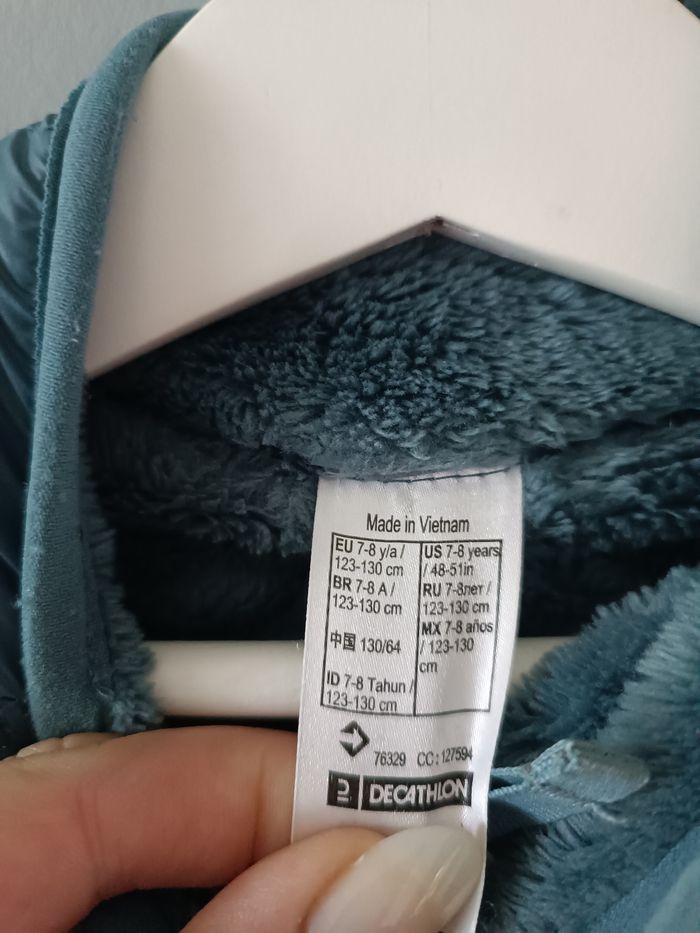 Made in Vietnam
EU 7-8 y/a /
123-130 cm
BR 7-8 A /
123-130 cm
中国 130/64
ID 7-8 Tahun /
123-130 cm
US 7-8 years
/ 48-51in
RU 7-8лет /
123-130 cm
MX 7-8 años
/ 123-130
cm
76329 CC:127594
DECATHLON